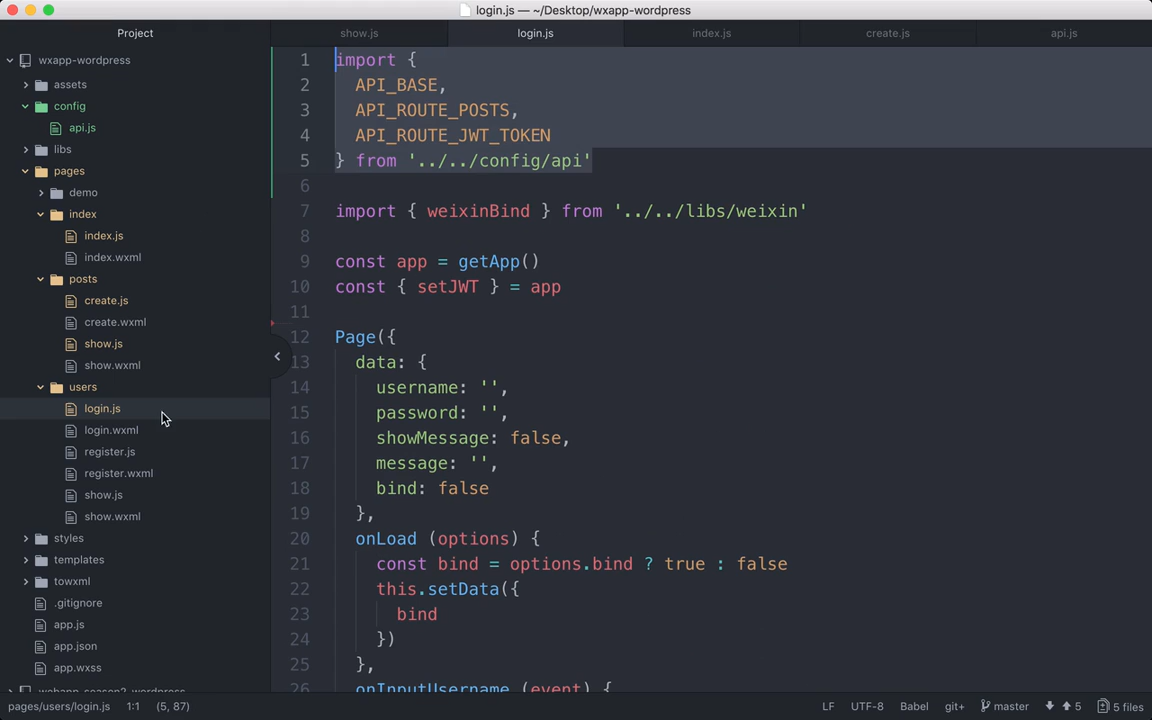 login.js — ~/Desktop/wxapp-wordpress
Project
show.js
login.js
index.js
create.js
api.js
wxapp-wordpress
assets
config
api.js
libs
pages
demo
index
index.js
index.wxml
posts
create.js
create.wxml
show.js
show.wxml
users
login.js
login.wxml
register.js
register.wxml
show.js
show.wxml
styles
templates
towxml
.gitignore
app.js
app.json
app.wxss
webapp-season2-wordpress
1 import {
2 API_BASE,
3 API_ROUTE_POSTS,
4 API_ROUTE_JWT_TOKEN
5 } from '../../config/api'
6
7 import { weixinBind } from '../../libs/weixin'
8
9 const app = getApp()
10 const { setJWT } = app
11
12 Page({
13 data: {
14 username: '',
15 password: '',
16 showMessage: false,
17 message: '',
18 bind: false
19 },
20 onLoad (options) {
21 const bind = options.bind ? true : false
22 this.setData({
23 bind
24 })
25 },
26 onInputUsername (event) {
pages/users/login.js 1:1 (5, 87) LF UTF-8 Babel git+ master 5 5 files